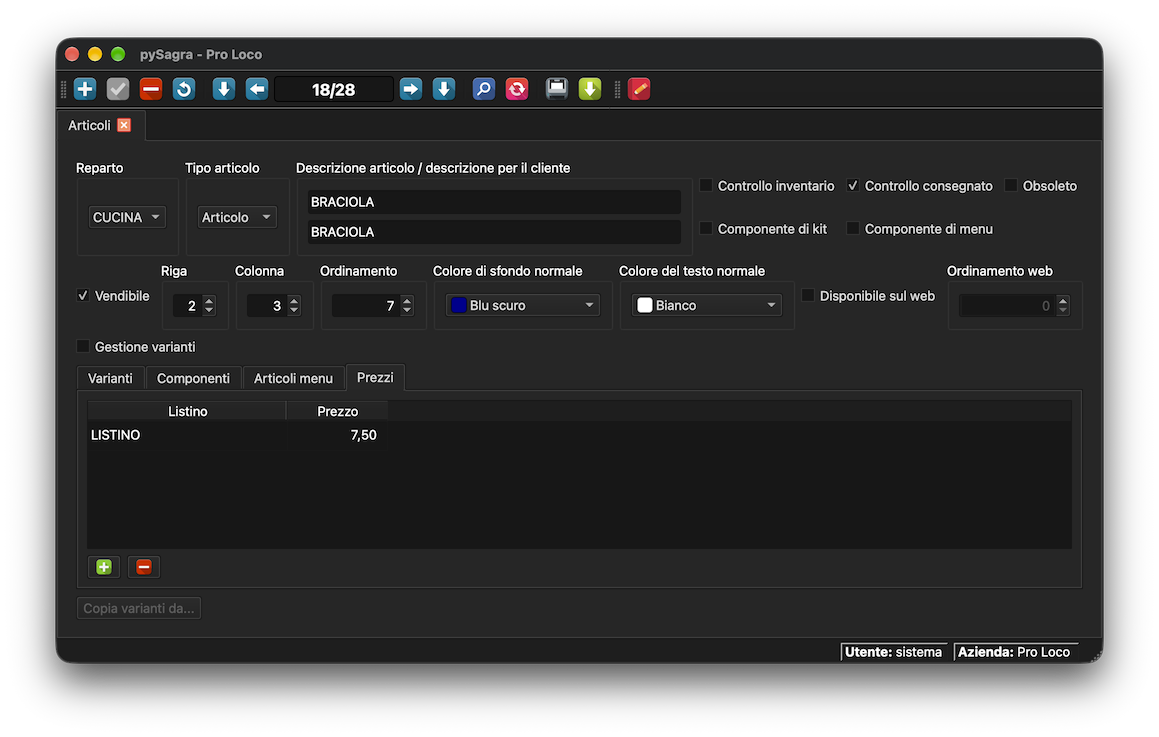 pySagra - Pro Loco
18/28
Articoli
Reparto
Tipo articolo
Descrizione articolo / descrizione per il cliente
CUCINA
Articolo
BRACIOLA
BRACIOLA
Controllo inventario
Controllo consegnato
Obsoleto
Componente di kit
Componente di menu
Vendibile
Riga
2
Colonna
3
Ordinamento
7
Colore di sfondo normale
Blu scuro
Colore del testo normale
Bianco
Disponibile sul web
Ordinamento web
0
Gestione varianti
Varianti
Componenti
Articoli menu
Prezzi
Listino
Prezzo
LISTINO
7,50
Copia varianti da...
Utente: sistema
Azienda: Pro Loco